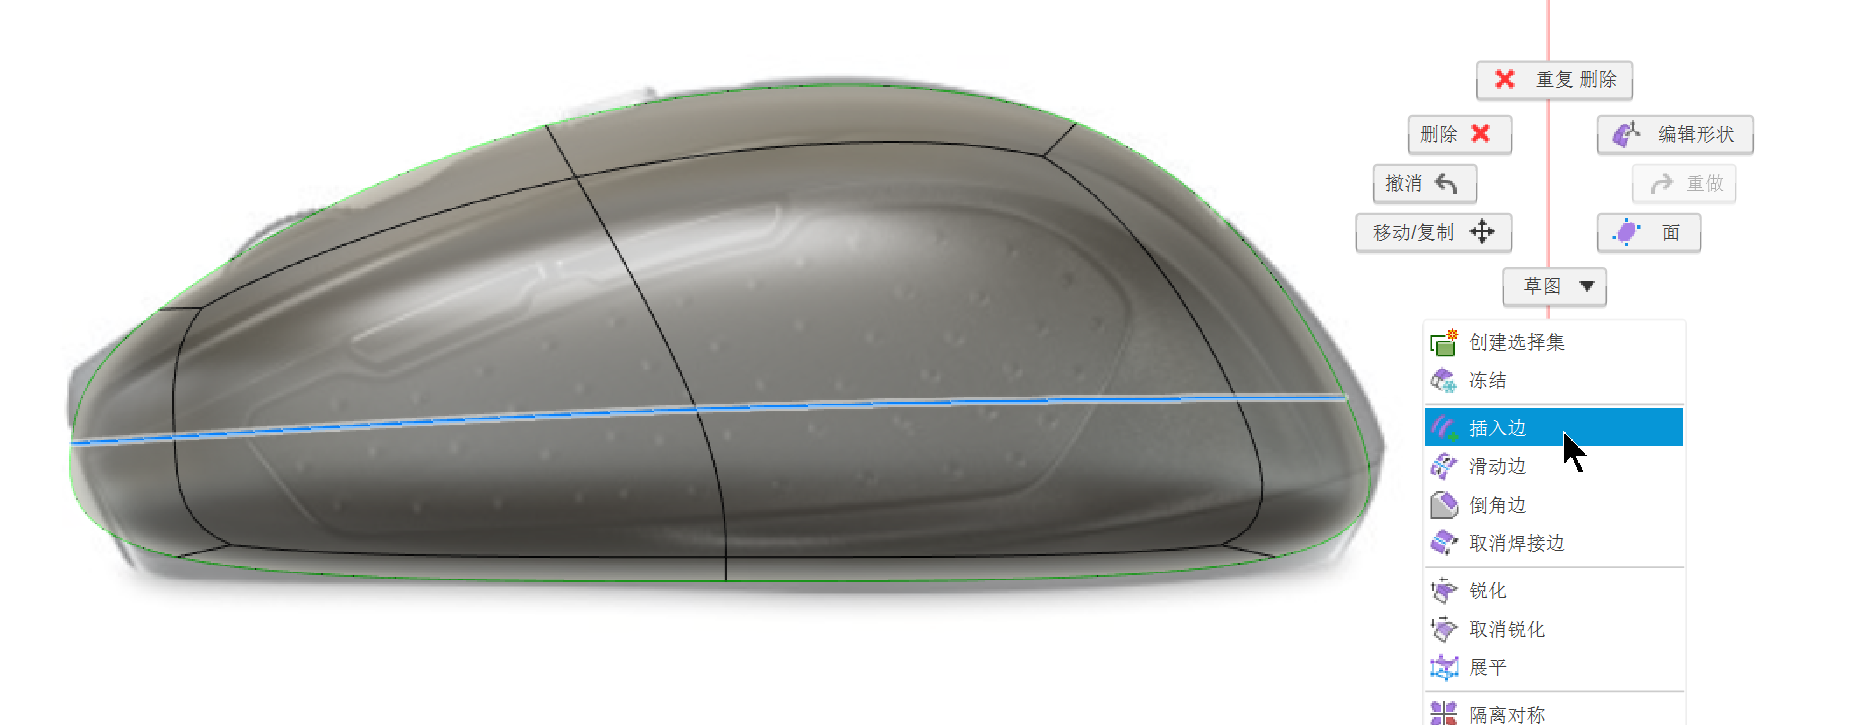 重复 删除
删除
编辑形状
撤消
重做
移动/复制
面
草图
创建选择集
冻结
插入边
滑动边
倒角边
取消焊接边
锐化
取消锐化
展平
隔离对称